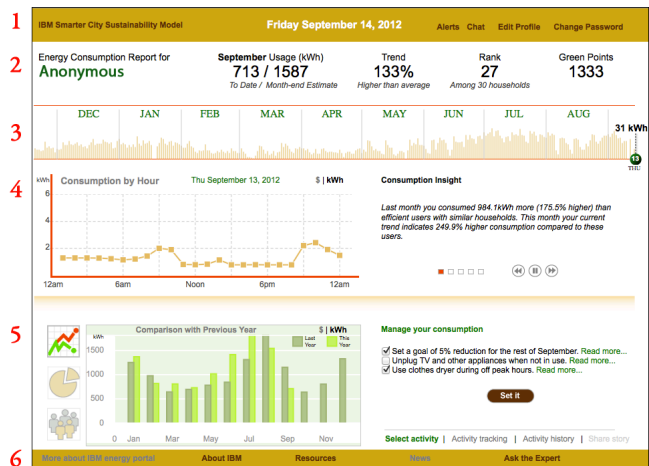 1
IBM Smarter City Sustainability Model
Friday September 14, 2012
Alerts Chat Edit Profile Change Password
2
Energy Consumption Report for
Anonymous
September Usage (kWh)
713 / 1587
To Date / Month-end Estimate
Trend
133%
Higher than average
Rank
27
Among 30 households
Green Points
1333
3
DEC JAN FEB MAR APR MAY JUN JUL AUG
31 kWh
13
THU
4
kWh Consumption by Hour Thu September 13, 2012 $ | kWh
6
4
2
12am 6am Noon 6pm 12am
Consumption Insight
Last month you consumed 984.1kWh more (175.5% higher) than
efficient users with similar households. This month your current
trend indicates 249.9% higher consumption compared to these
users.
5
Comparison with Previous Year $ | kWh
kWh
Last Year
This Year
1500
1000
500
0 Jan Mar May Jul Sep Nov
Manage your consumption
Set a goal of 5% reduction for the rest of September. Read more...
Unplug TV and other appliances when not in use. Read more...
Use clothes dryer during off peak hours. Read more...
Set it
Select activity | Activity tracking | Activity history | Share story
6
More about IBM energy portal About IBM Resources News Ask the Expert